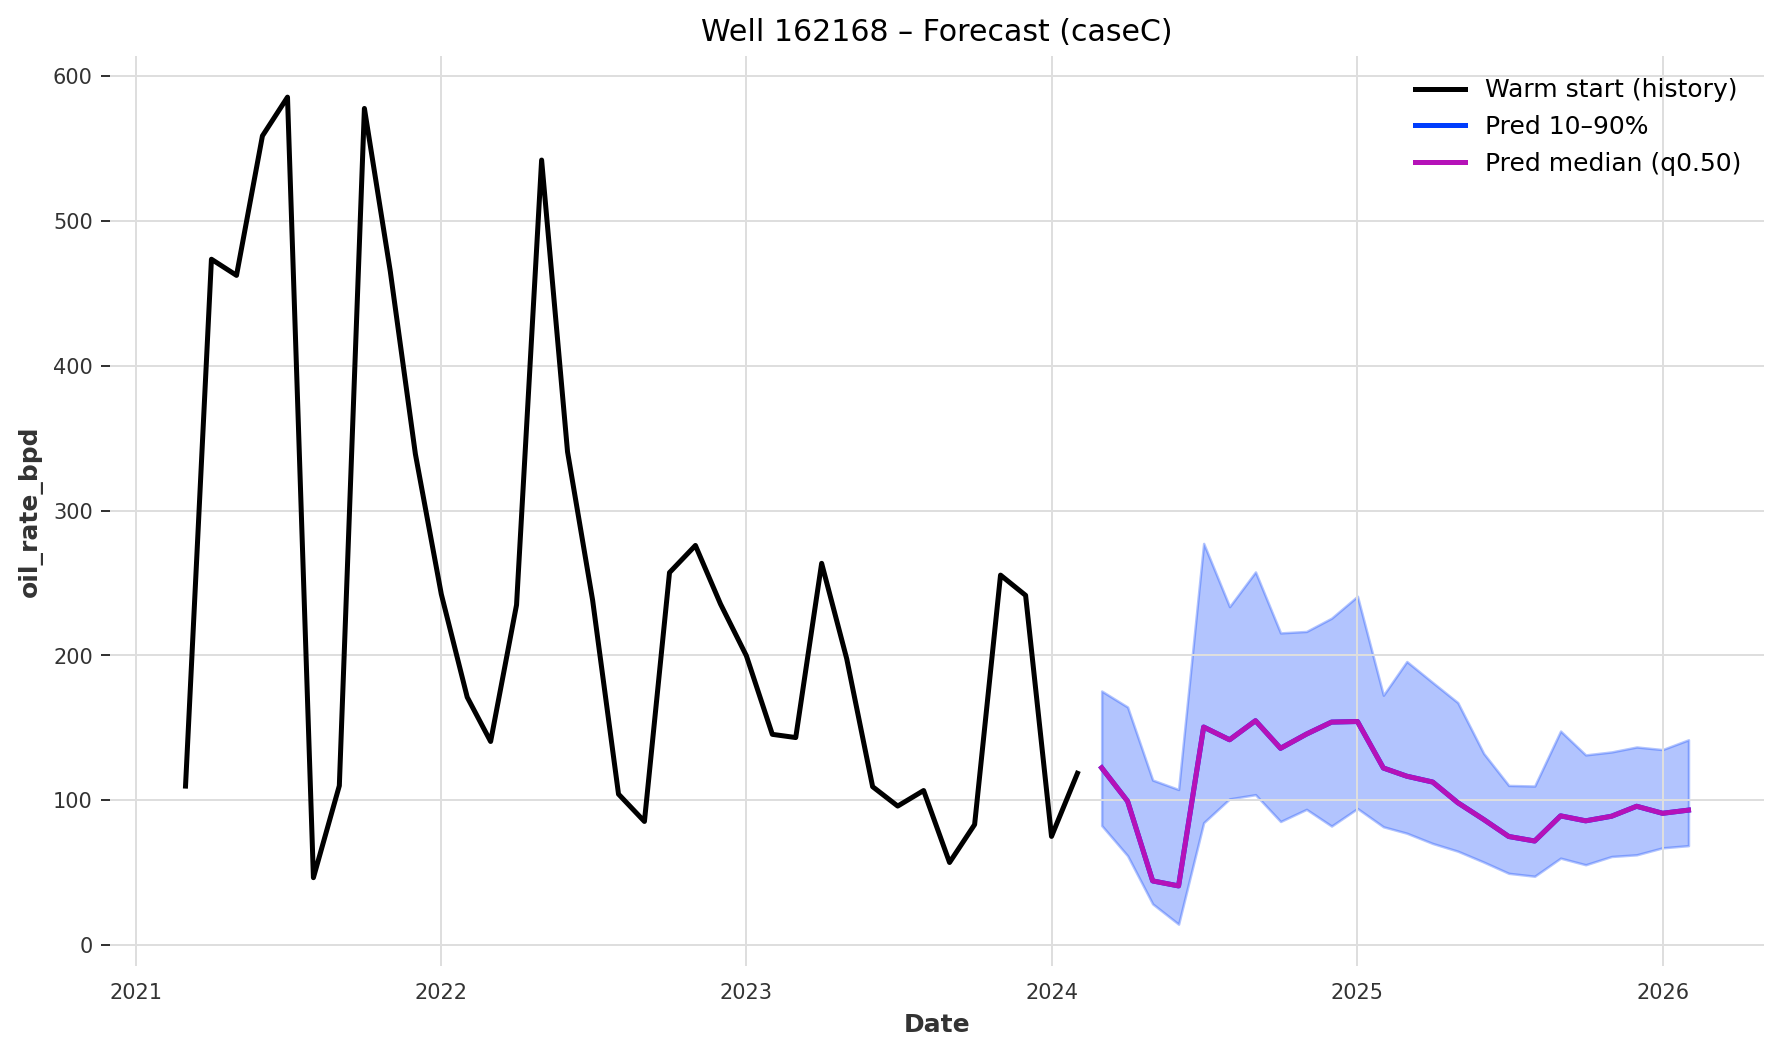 Well 162168 – Forecast (caseC)
Warm start (history)
Pred 10–90%
Pred median (q0.50)
oil_rate_bpd
600
500
400
300
200
100
0
2021
2022
2023
2024
2025
2026
Date